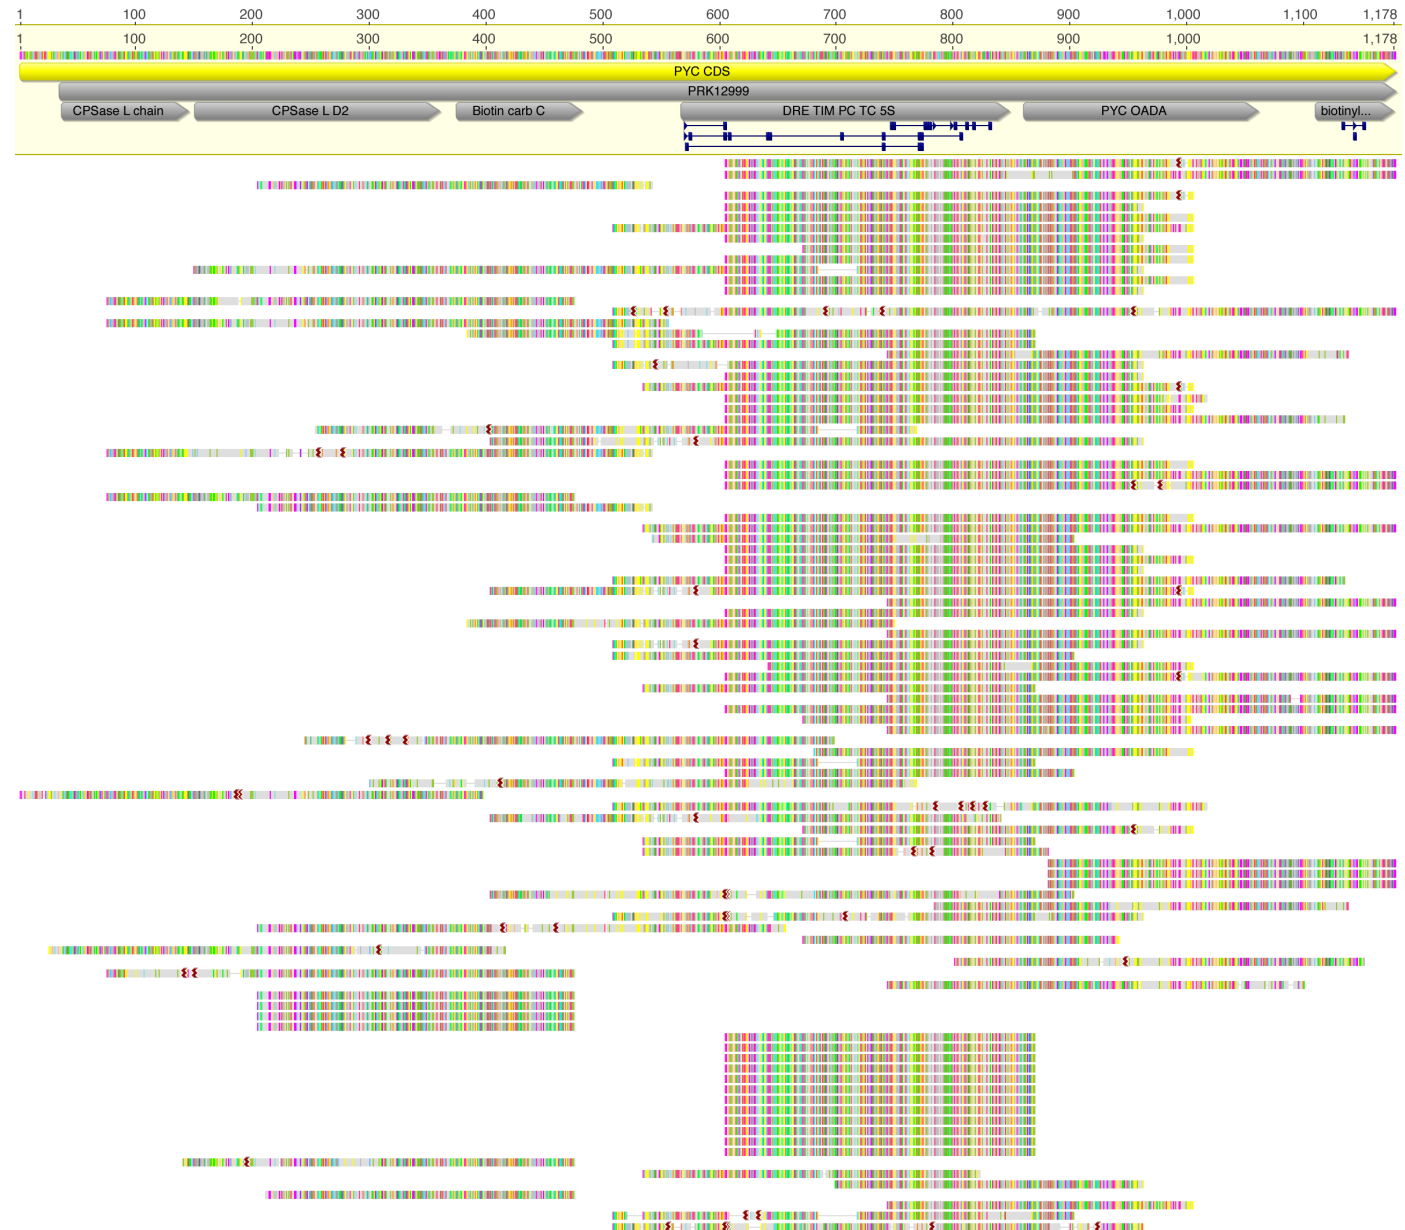 1 100 200 300 400 500 600 700 800 900 1,000 1,100 1,178
1 100 200 300 400 500 600 700 800 900 1,000 1,100 1,178
PYC CDS
PRK12999
CPSase L chain CPSase L D2 Biotin carb C DRE TIM PC TC 5S PYC OADA biotinyl...